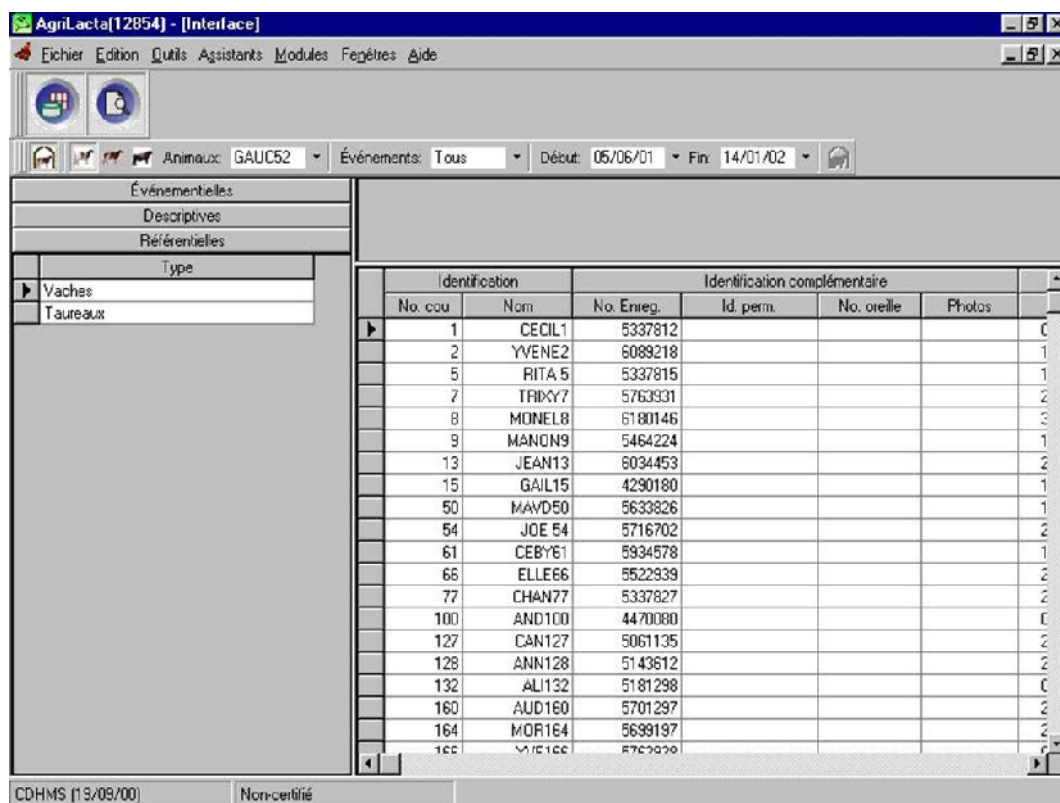 AgriLacta(12854) - [Interface]
Fichier Edition Outils Assistants Modules Fenêtres Aide
Animaux: GAUC52 Événements: Tous Début: 05/06/01 Fin: 14/01/02
Événementielles
Descriptives
Référentielles
Type
Vaches
Taureaux
Identification Identification complémentaire
No. cou Nom No. Enreg. Id. perm. No. oreille Photos
1 CECIL1 5337812
2 YVENE2 6089218
5 RITA 5 5337815
7 TRIXY7 5763931
8 MONEL8 6180146
9 MANON9 5464224
13 JEAN13 6034453
15 GAIL15 4290180
50 MAVD50 5633826
54 JOE 54 5716702
61 CEBY61 5934578
66 ELLE66 5522939
77 CHAN77 5337827
100 AND100 4470080
127 CAN127 5061135
128 ANN128 5143612
132 ALI132 5181298
160 AUD160 5701297
164 MOR164 5699197
CDHMS (19/09/00) Non-certifié